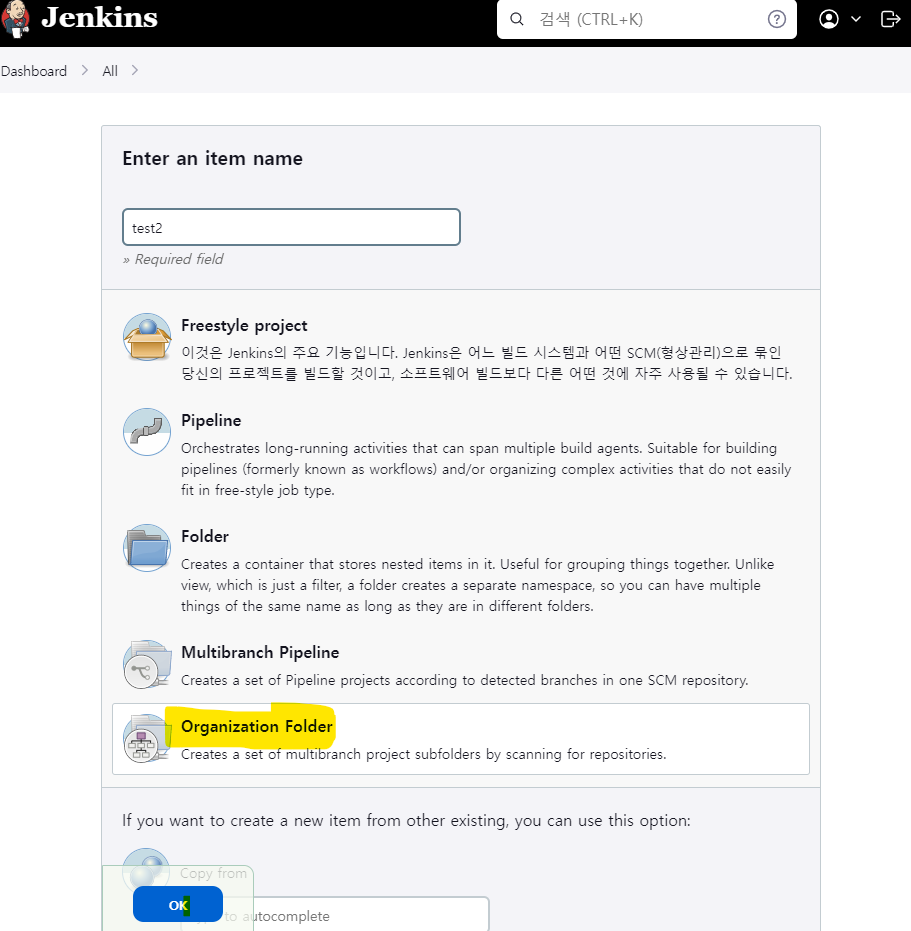 Jenkins
검색 (CTRL+K)
Dashboard
All
Enter an item name
test2
» Required field
Freestyle project
이것은 Jenkins의 주요 기능입니다. Jenkins은 어느 빌드 시스템과 어떤 SCM(형상관리)으로 묶인
당신의 프로젝트를 빌드할 것이고, 소프트웨어 빌드보다 다른 어떤 것에 자주 사용될 수 있습니다.
Pipeline
Orchestrates long-running activities that can span multiple build agents. Suitable for building
pipelines (formerly known as workflows) and/or organizing complex activities that do not easily
fit in free-style job type.
Folder
Creates a container that stores nested items in it. Useful for grouping things together. Unlike
view, which is just a filter, a folder creates a separate namespace, so you can have multiple
things of the same name as long as they are in different folders.
Multibranch Pipeline
Creates a set of Pipeline projects according to detected branches in one SCM repository.
Organization Folder
Creates a set of multibranch project subfolders by scanning for repositories.
If you want to create a new item from other existing, you can use this option:
Copy from
OK
to autocomplete